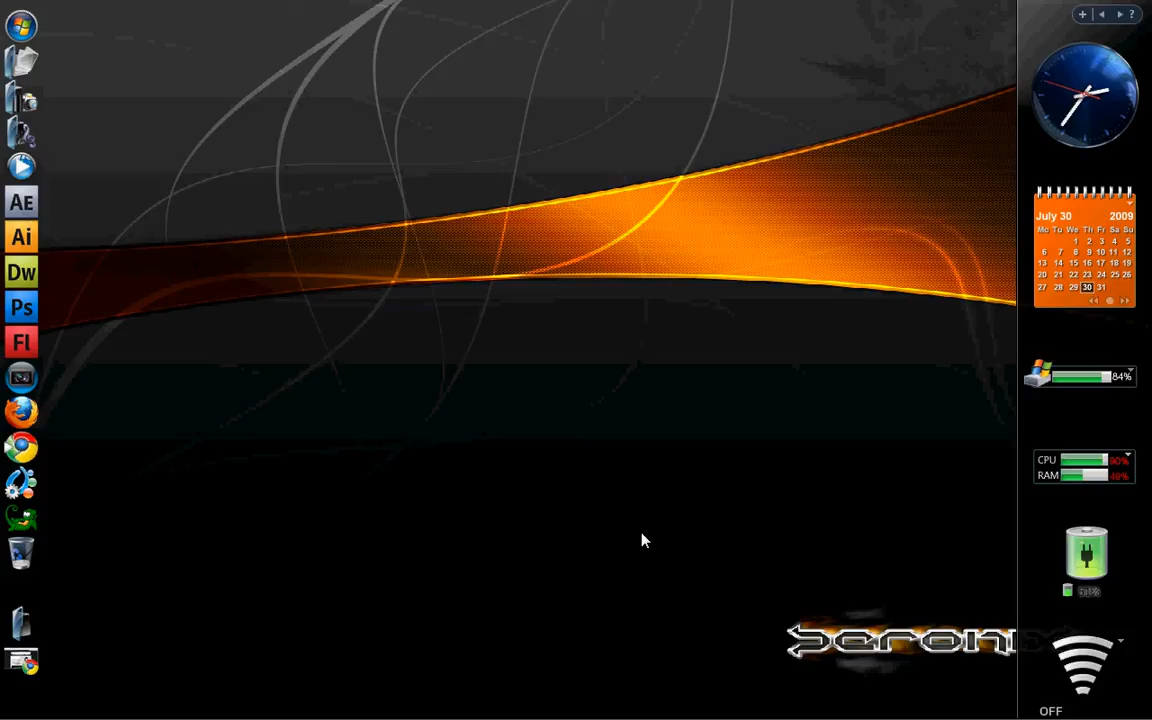 AE
Ai
Dw
Ps
Fl
+ ?
July 30 2009
Mo Tu We Th Fr Sa Su
1 2 3 4 5
6 7 8 9 10 11 12
13 14 15 16 17 18 19
20 21 22 23 24 25 26
27 28 29 30 31
84%
CPU 90%
RAM
OFF